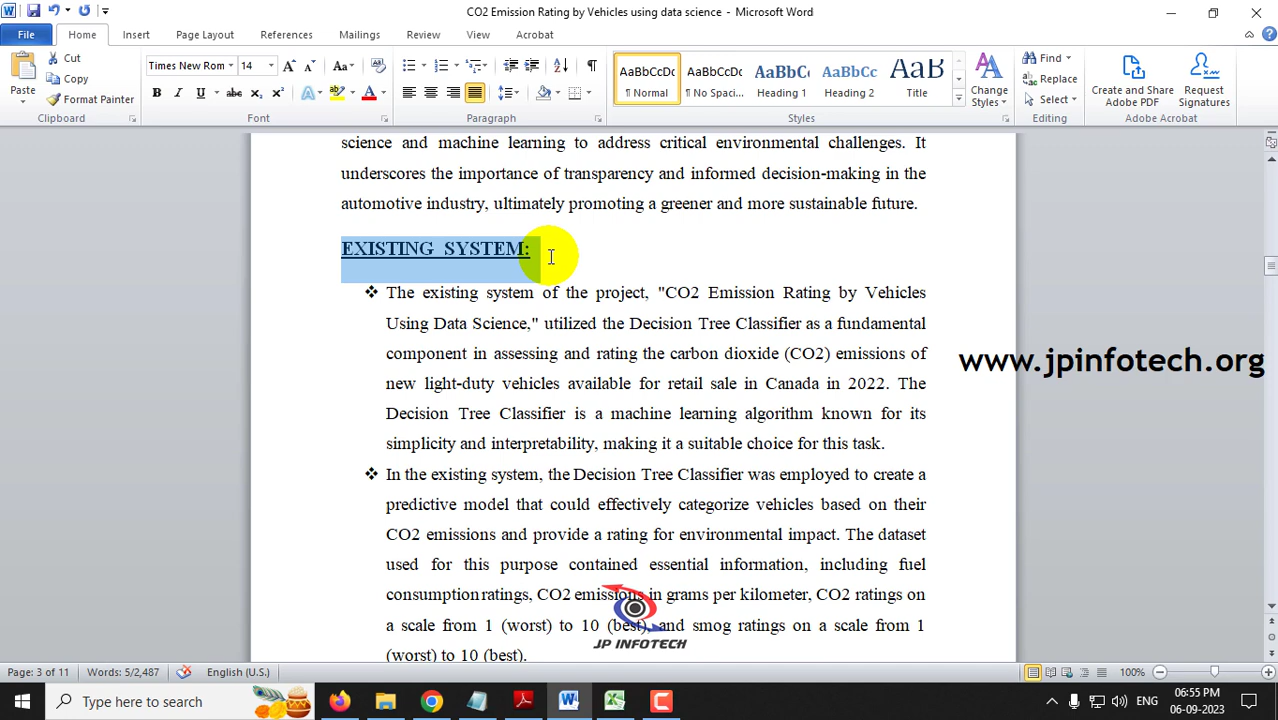 CO2 Emission Rating by Vehicles using data science - Microsoft Word
File Home Insert Page Layout References Mailings Review View Acrobat
Paste
Cut
Copy
Format Painter
Clipboard
Times New Rom 14
Font
Paragraph
AaBbCcDc AaBbCcDc AaBbCc AaBbCc AaB
¶ Normal ¶ No Spaci... Heading 1 Heading 2 Title
Change Styles
Styles
Find
Replace
Select
Editing
Create and Share Adobe PDF
Request Signatures
Adobe Acrobat
science and machine learning to address critical environmental challenges. It
underscores the importance of transparency and informed decision-making in the
automotive industry, ultimately promoting a greener and more sustainable future.
EXISTING SYSTEM:
❖ The existing system of the project, "CO2 Emission Rating by Vehicles
Using Data Science," utilized the Decision Tree Classifier as a fundamental
component in assessing and rating the carbon dioxide (CO2) emissions of
new light-duty vehicles available for retail sale in Canada in 2022. The
Decision Tree Classifier is a machine learning algorithm known for its
simplicity and interpretability, making it a suitable choice for this task.
❖ In the existing system, the Decision Tree Classifier was employed to create a
predictive model that could effectively categorize vehicles based on their
CO2 emissions and provide a rating for environmental impact. The dataset
used for this purpose contained essential information, including fuel
consumption ratings, CO2 emissions in grams per kilometer, CO2 ratings on
a scale from 1 (worst) to 10 (best), and smog ratings on a scale from 1
(worst) to 10 (best).
www.jpinfotech.org
JP INFOTECH
Page: 3 of 11 Words: 5/2,487 English (U.S.) 100%
Type here to search
ENG
06:55 PM
06-09-2023